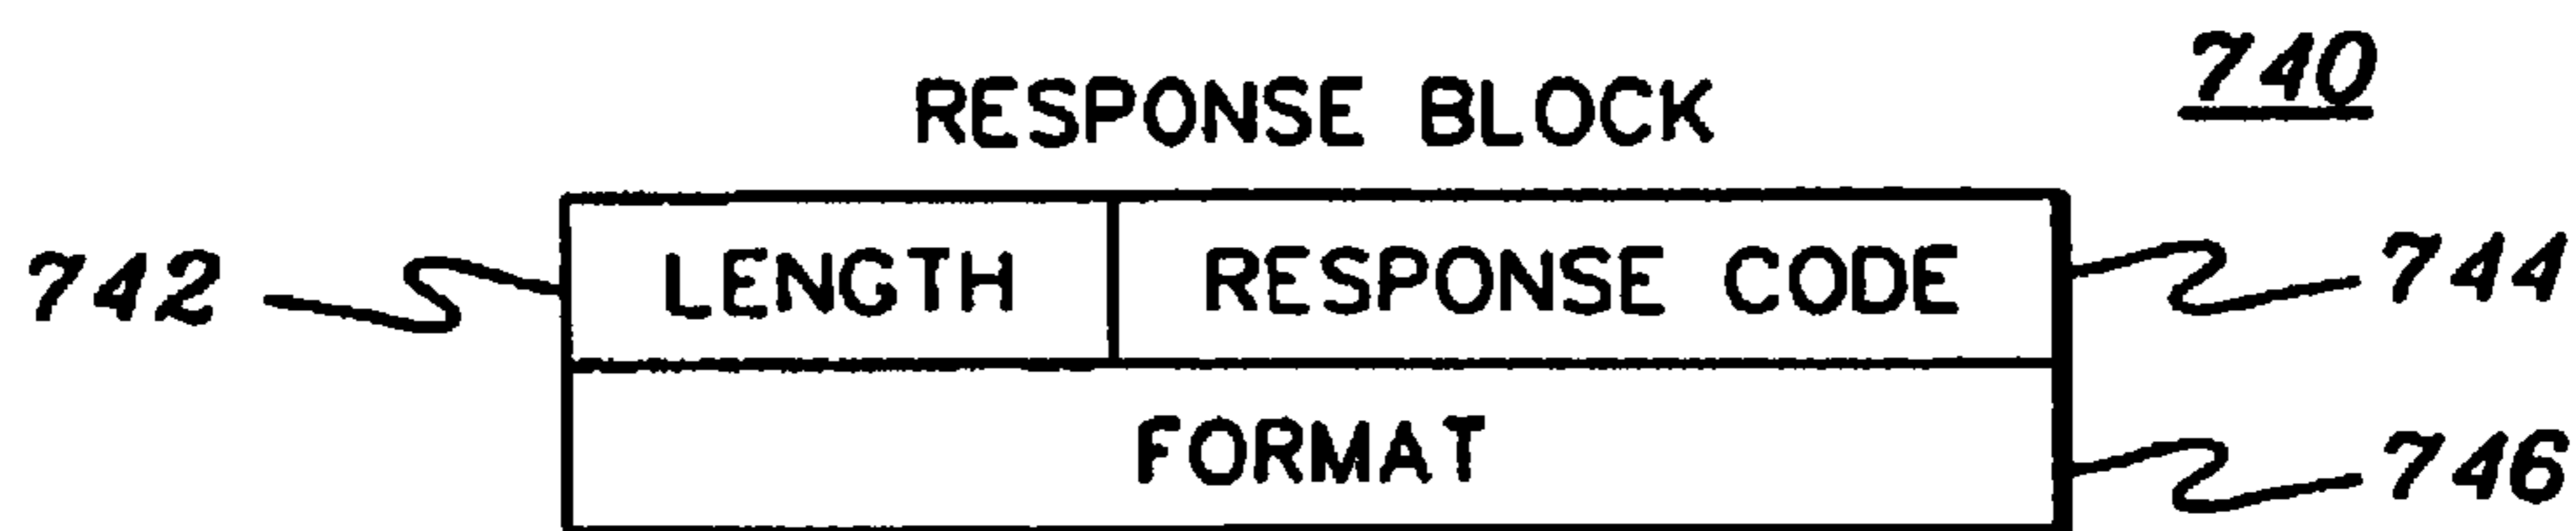 740
RESPONSE BLOCK
742 LENGTH RESPONSE CODE 744
FORMAT 746